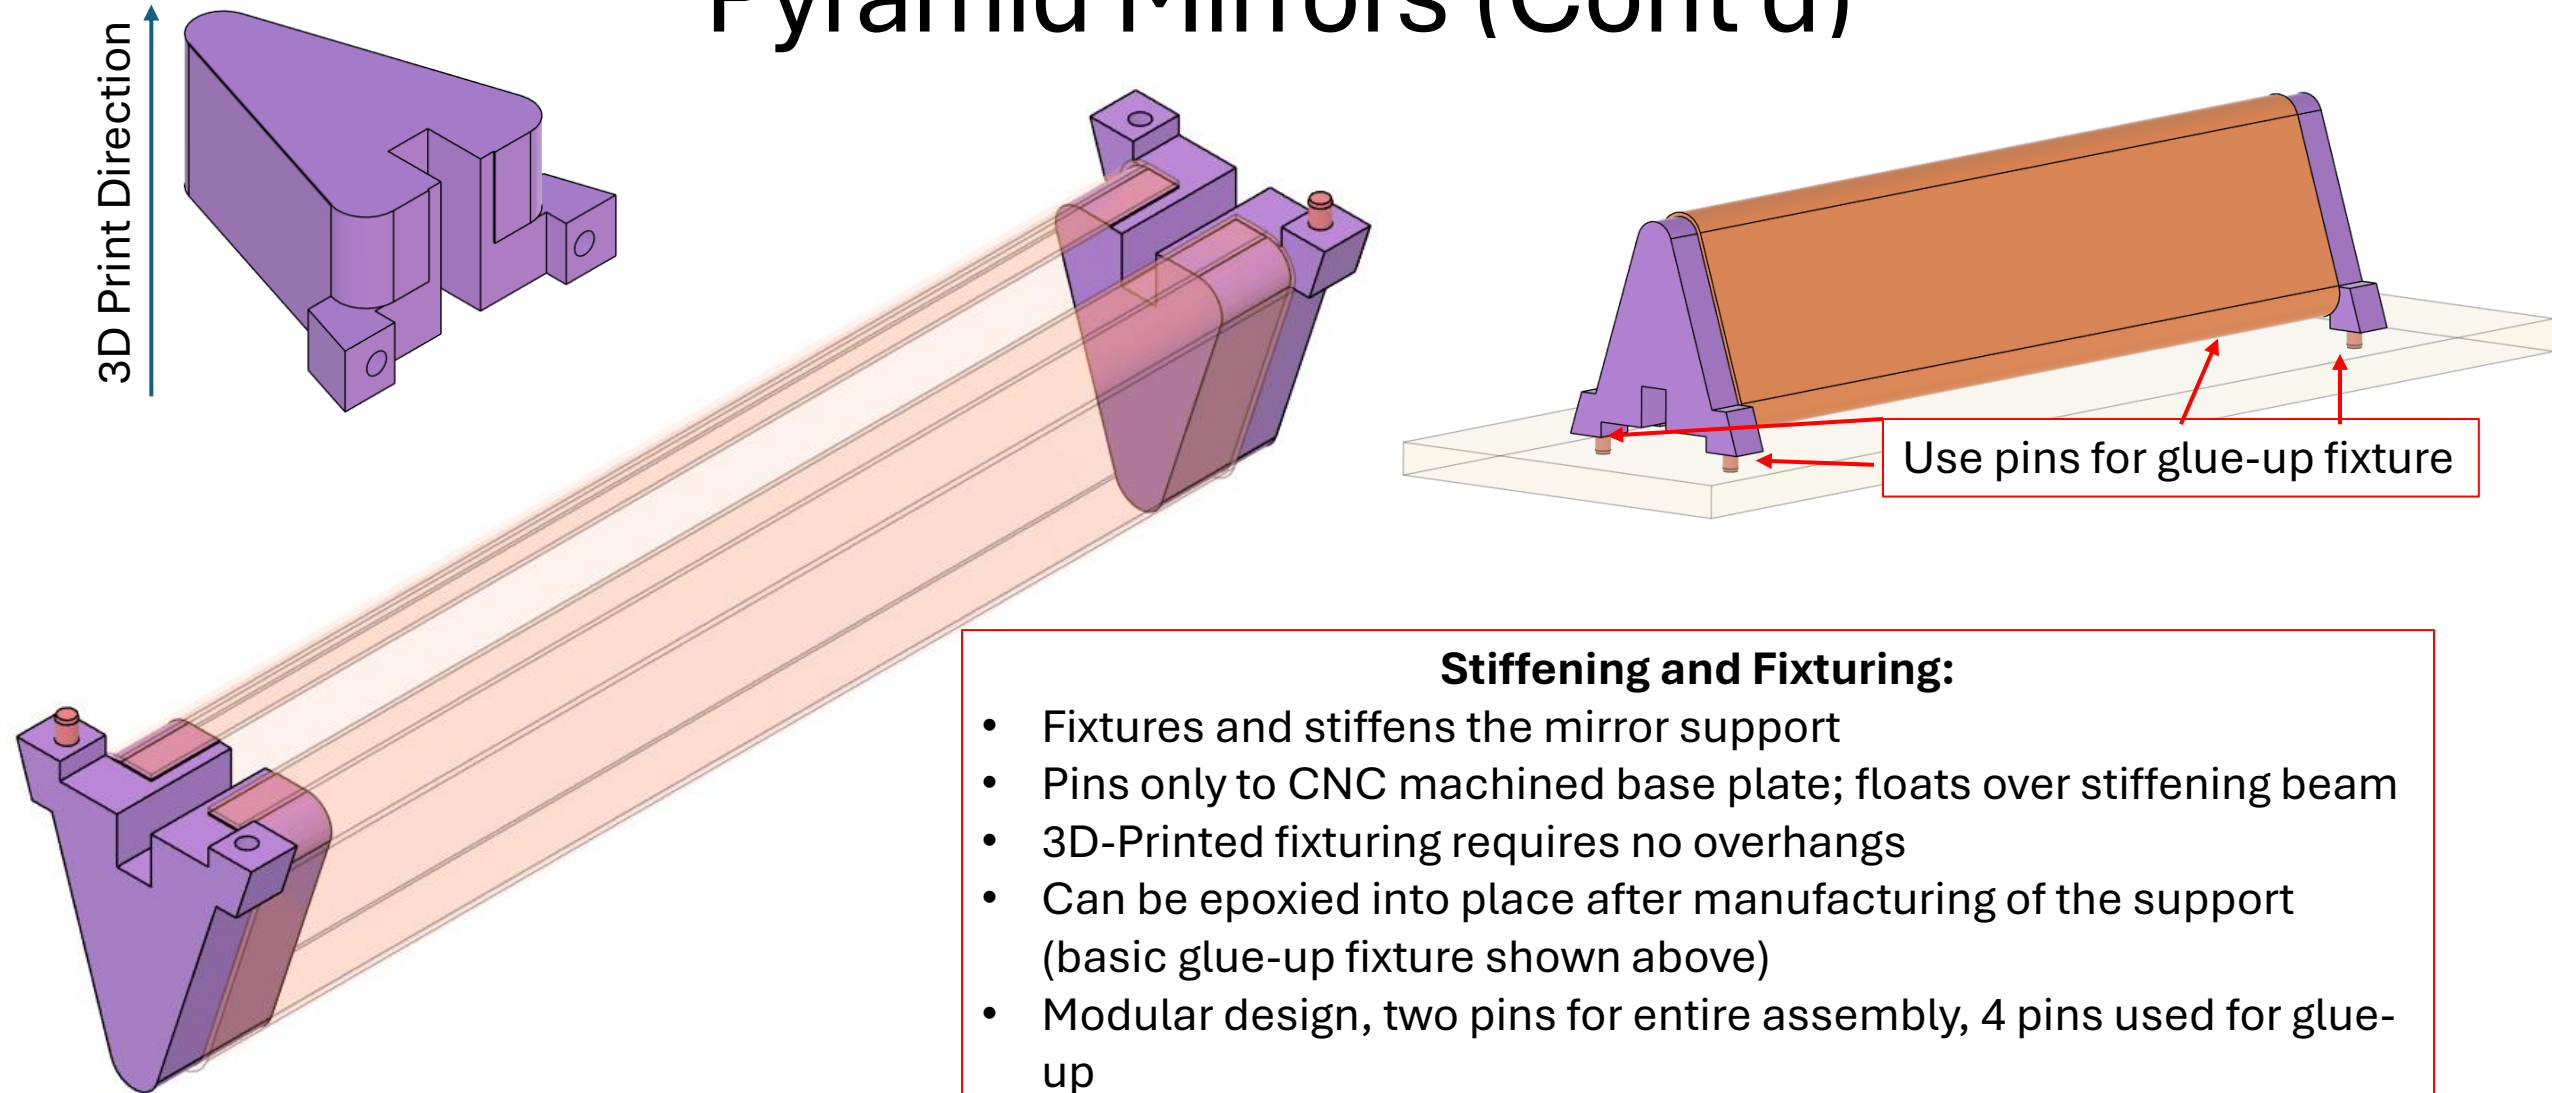 Pyramid Mirrors (Cont'd)
3D Print Direction
Use pins for glue-up fixture
Stiffening and Fixturing:
• Fixtures and stiffens the mirror support
• Pins only to CNC machined base plate; floats over stiffening beam
• 3D-Printed fixturing requires no overhangs
• Can be epoxied into place after manufacturing of the support
(basic glue-up fixture shown above)
• Modular design, two pins for entire assembly, 4 pins used for glue-
up